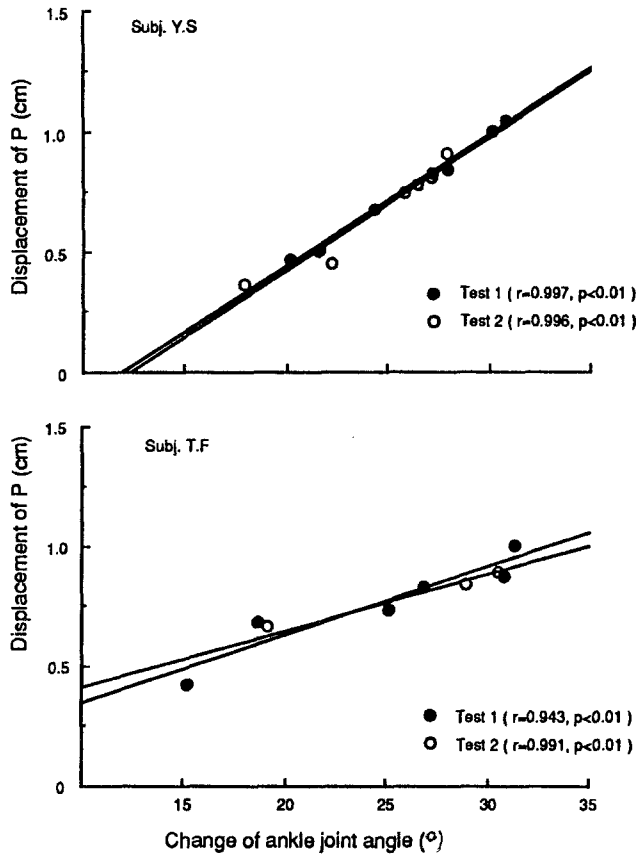 Subj. Y.S
Displacement of P (cm)
1.5
1.0
0.5
0
Test 1 ( r=0.997, p<0.01 )
Test 2 ( r=0.996, p<0.01 )
Subj. T.F
Displacement of P (cm)
1.5
1.0
0.5
0
Test 1 ( r=0.943, p<0.01 )
Test 2 ( r=0.991, p<0.01 )
15 20 25 30 35
Change of ankle joint angle (°)